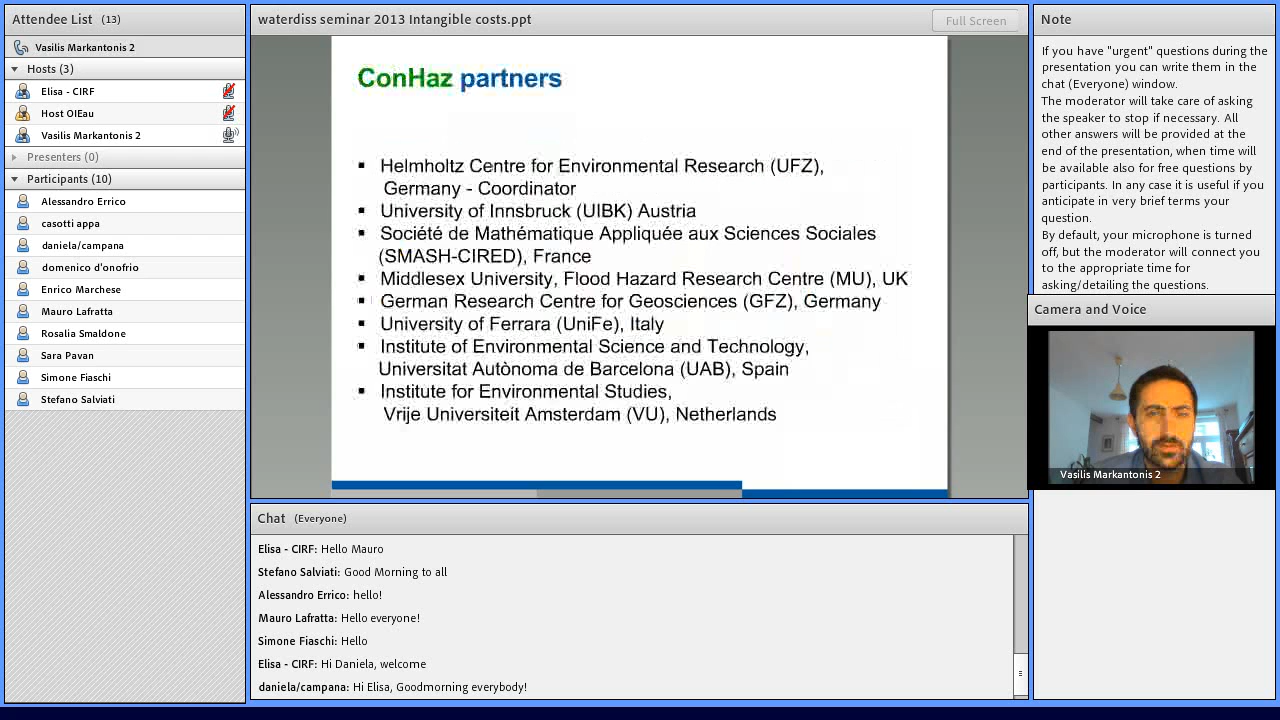 Attendee List (13)
Vasilis Markantonis 2
Hosts (3)
Elisa - CIRF
Host OIEau
Vasilis Markantonis 2
Presenters (0)
Participants (10)
Alessandro Errico
casotti appa
daniela/campana
domenico d'onofrio
Enrico Marchese
Mauro Lafratta
Rosalia Smaldone
Sara Pavan
Simone Fiaschi
Stefano Salviati
waterdiss seminar 2013 Intangible costs.ppt
Full Screen
ConHaz partners
▪ Helmholtz Centre for Environmental Research (UFZ),
Germany - Coordinator
▪ University of Innsbruck (UIBK) Austria
▪ Société de Mathématique Appliquée aux Sciences Sociales
(SMASH-CIRED), France
▪ Middlesex University, Flood Hazard Research Centre (MU), UK
▪ German Research Centre for Geosciences (GFZ), Germany
▪ University of Ferrara (UniFe), Italy
▪ Institute of Environmental Science and Technology,
Universitat Autònoma de Barcelona (UAB), Spain
▪ Institute for Environmental Studies,
Vrije Universiteit Amsterdam (VU), Netherlands
Chat (Everyone)
Elisa - CIRF: Hello Mauro
Stefano Salviati: Good Morning to all
Alessandro Errico: hello!
Mauro Lafratta: Hello everyone!
Simone Fiaschi: Hello
Elisa - CIRF: Hi Daniela, welcome
daniela/campana: Hi Elisa, Goodmorning everybody!
Note
If you have "urgent" questions during the
presentation you can write them in the
chat (Everyone) window.
The moderator will take care of asking
the speaker to stop if necessary. All
other answers will be provided at the
end of the presentation, when time will
be available also for free questions by
participants. In any case it is useful if you
anticipate in very brief terms your
question.
By default, your microphone is turned
off, but the moderator will connect you
to the appropriate time for
asking/detailing the questions.
Camera and Voice
Vasilis Markantonis 2